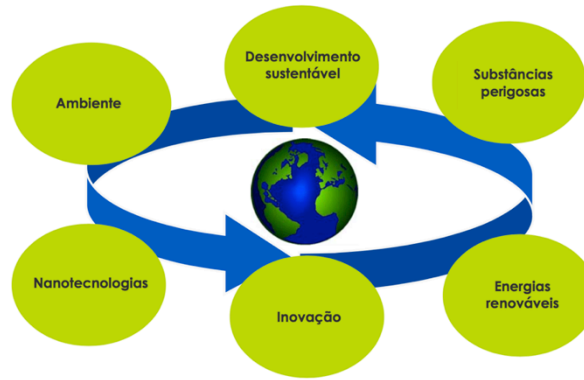 Desenvolvimento
sustentável
Substâncias
perigosas
Ambiente
Nanotecnologias
Inovação
Energias
renováveis